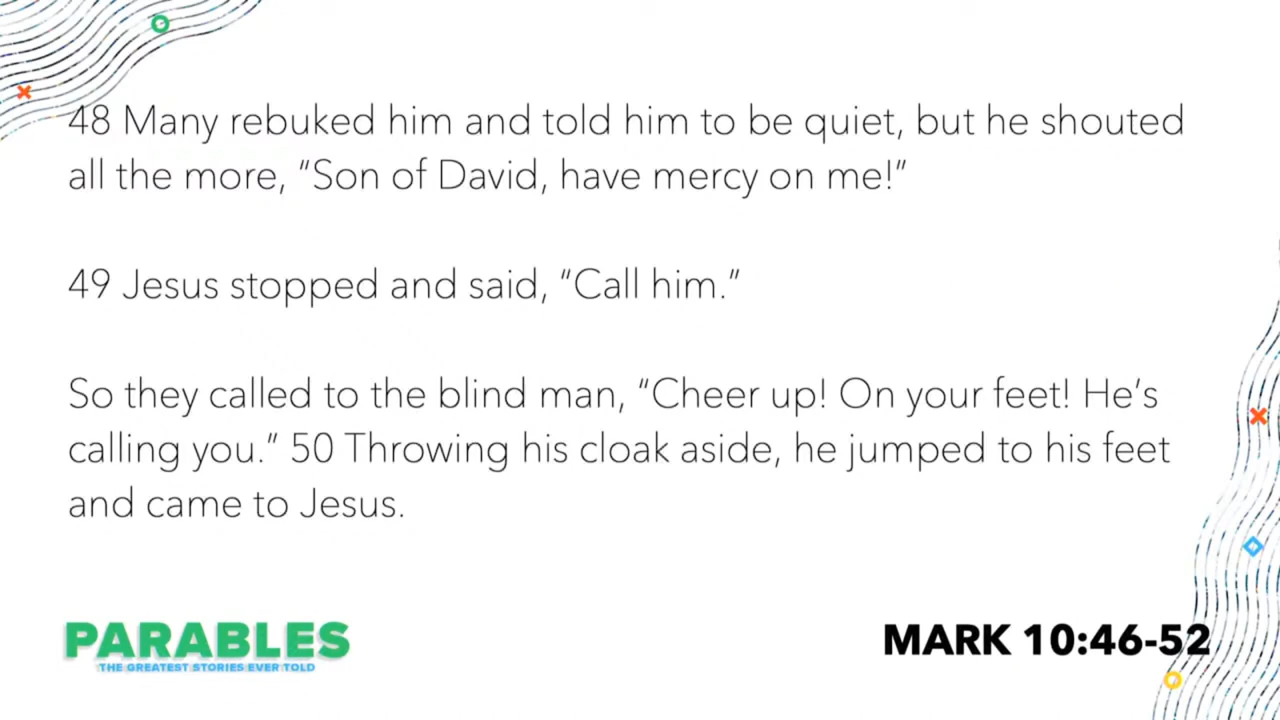 48 Many rebuked him and told him to be quiet, but he shouted
all the more, “Son of David, have mercy on me!”
49 Jesus stopped and said, “Call him.”
So they called to the blind man, “Cheer up! On your feet! He’s
calling you.” 50 Throwing his cloak aside, he jumped to his feet
and came to Jesus.
PARABLES
THE GREATEST STORIES EVER TOLD
MARK 10:46-52